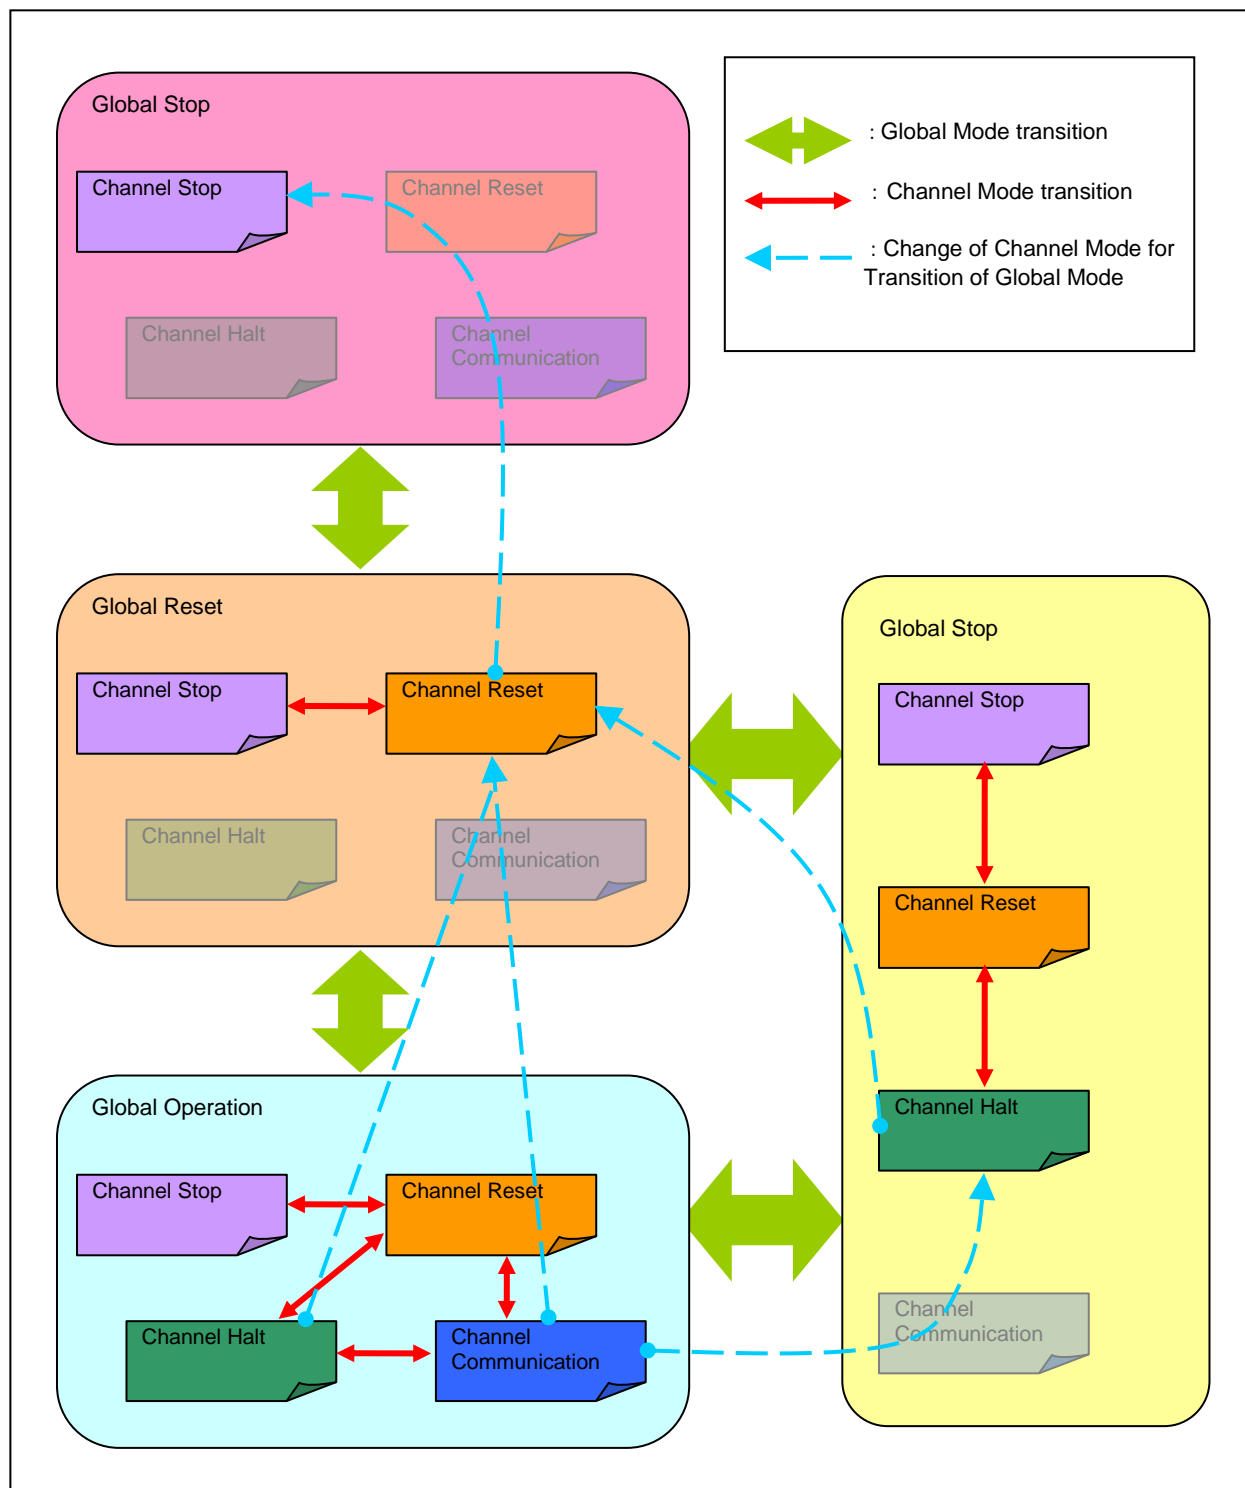 Global Stop
Channel Stop
Channel Reset
Channel Halt
Channel
Communication
: Global Mode transition
: Channel Mode transition
: Change of Channel Mode for
Transition of Global Mode
Global Reset
Channel Stop
Channel Reset
Channel Halt
Channel
Communication
Global Stop
Channel Stop
Channel Reset
Channel Halt
Channel
Communication
Global Operation
Channel Stop
Channel Reset
Channel Halt
Channel
Communication